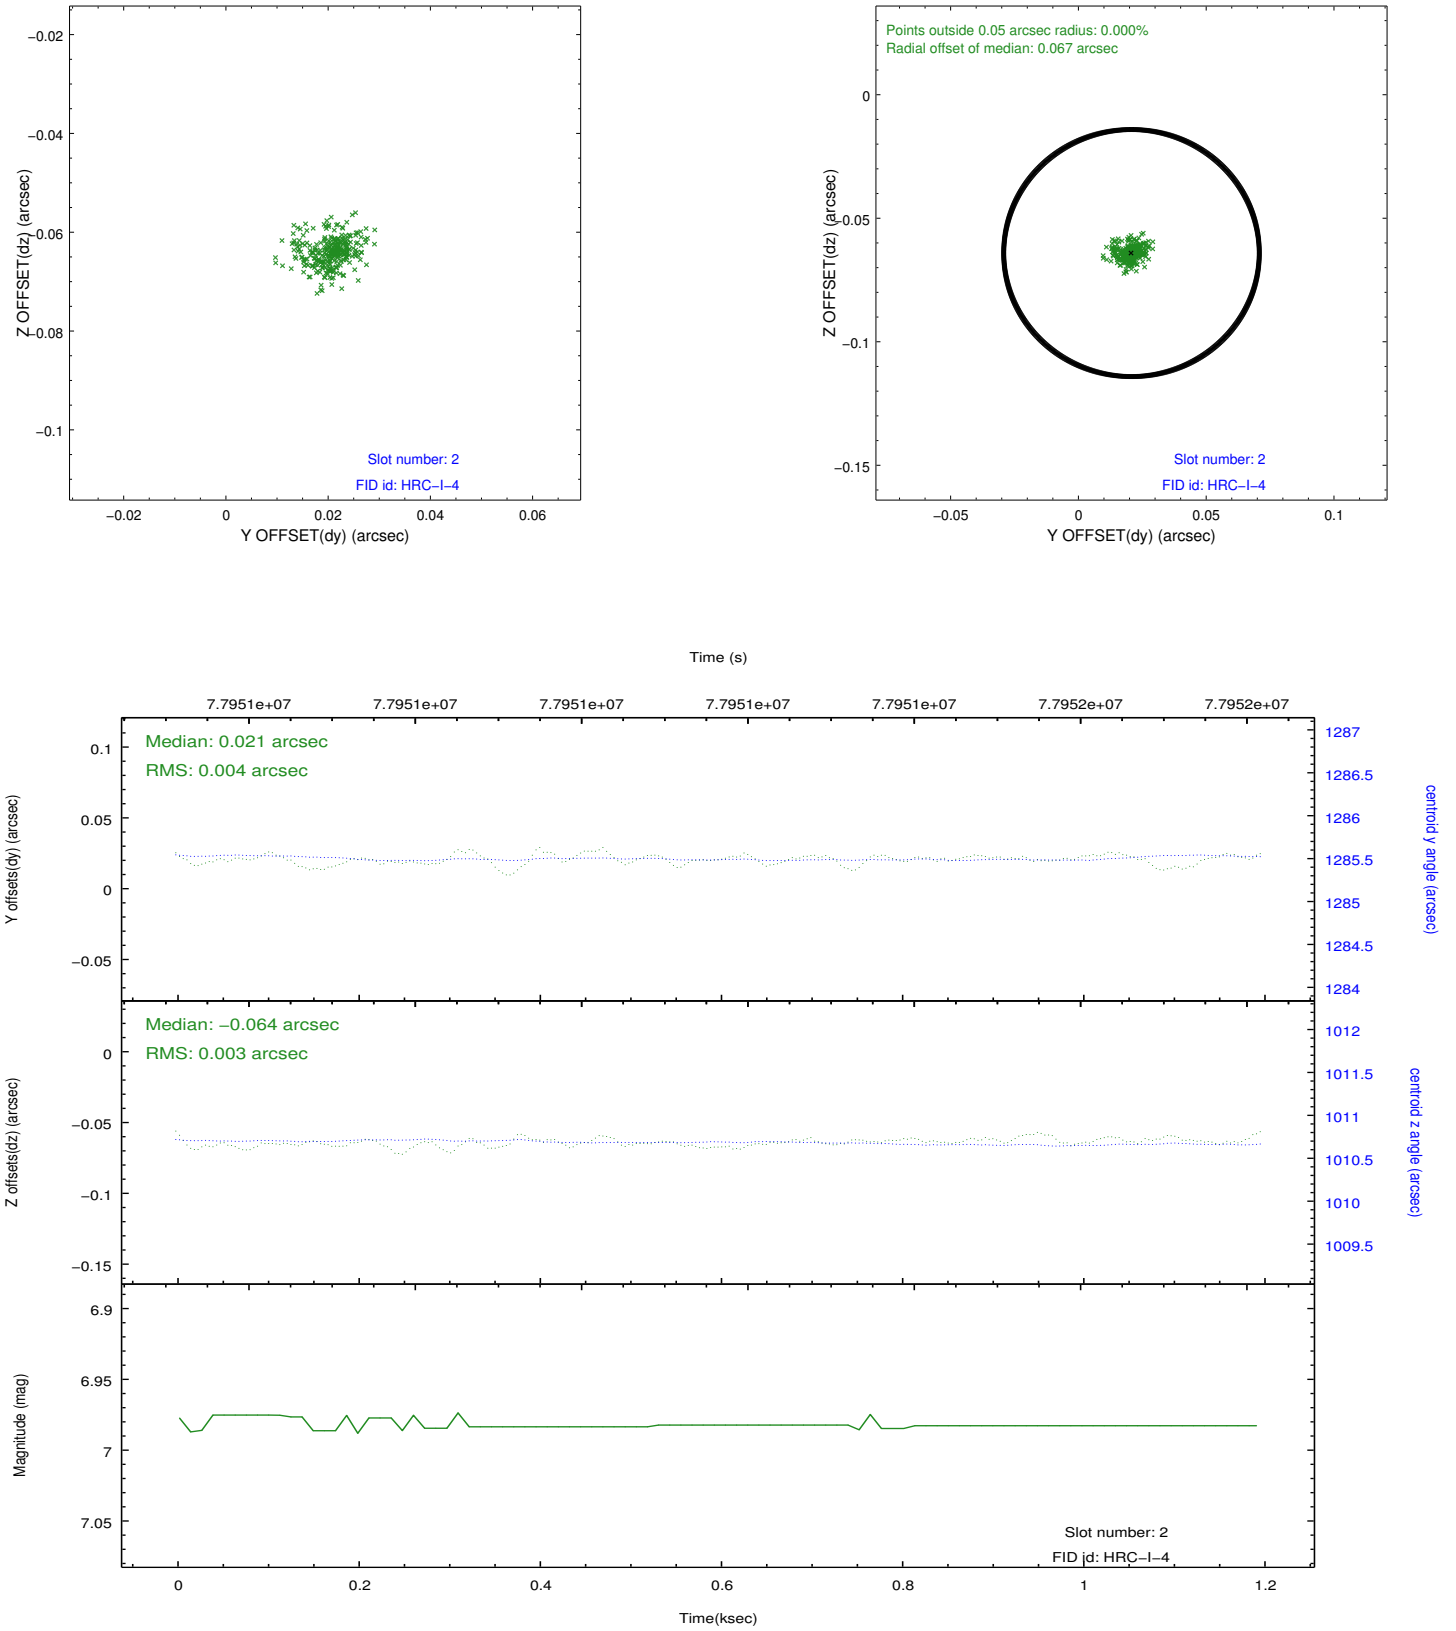 −0.02
−0.04
−0.06
−0.08
−0.1
Z OFFSET(dz) (arcsec)
Slot number: 2
FID id: HRC−I−4
−0.02 0 0.02 0.04 0.06
Y OFFSET(dy) (arcsec)
Points outside 0.05 arcsec radius: 0.000%
Radial offset of median: 0.067 arcsec
0
−0.05
−0.1
−0.15
Z OFFSET(dz) (arcsec)
Slot number: 2
FID id: HRC−I−4
−0.05 0 0.05 0.1
Y OFFSET(dy) (arcsec)
Time (s)
7.7951e+07 7.7951e+07 7.7951e+07 7.7951e+07 7.7951e+07 7.7952e+07 7.7952e+07
Median: 0.021 arcsec
RMS: 0.004 arcsec
0.1
0.05
0
−0.05
Y offsets(dy) (arcsec)
1287
1286.5
1286
1285.5
1285
1284.5
1284
centroid y angle (arcsec)
Median: −0.064 arcsec
RMS: 0.003 arcsec
0
−0.05
−0.1
−0.15
Z offsets(dz) (arcsec)
1012
1011.5
1011
1010.5
1010
1009.5
centroid z angle (arcsec)
6.9
6.95
7
7.05
Magnitude (mag)
Slot number: 2
FID id: HRC−I−4
0 0.2 0.4 0.6 0.8 1 1.2
Time(ksec)